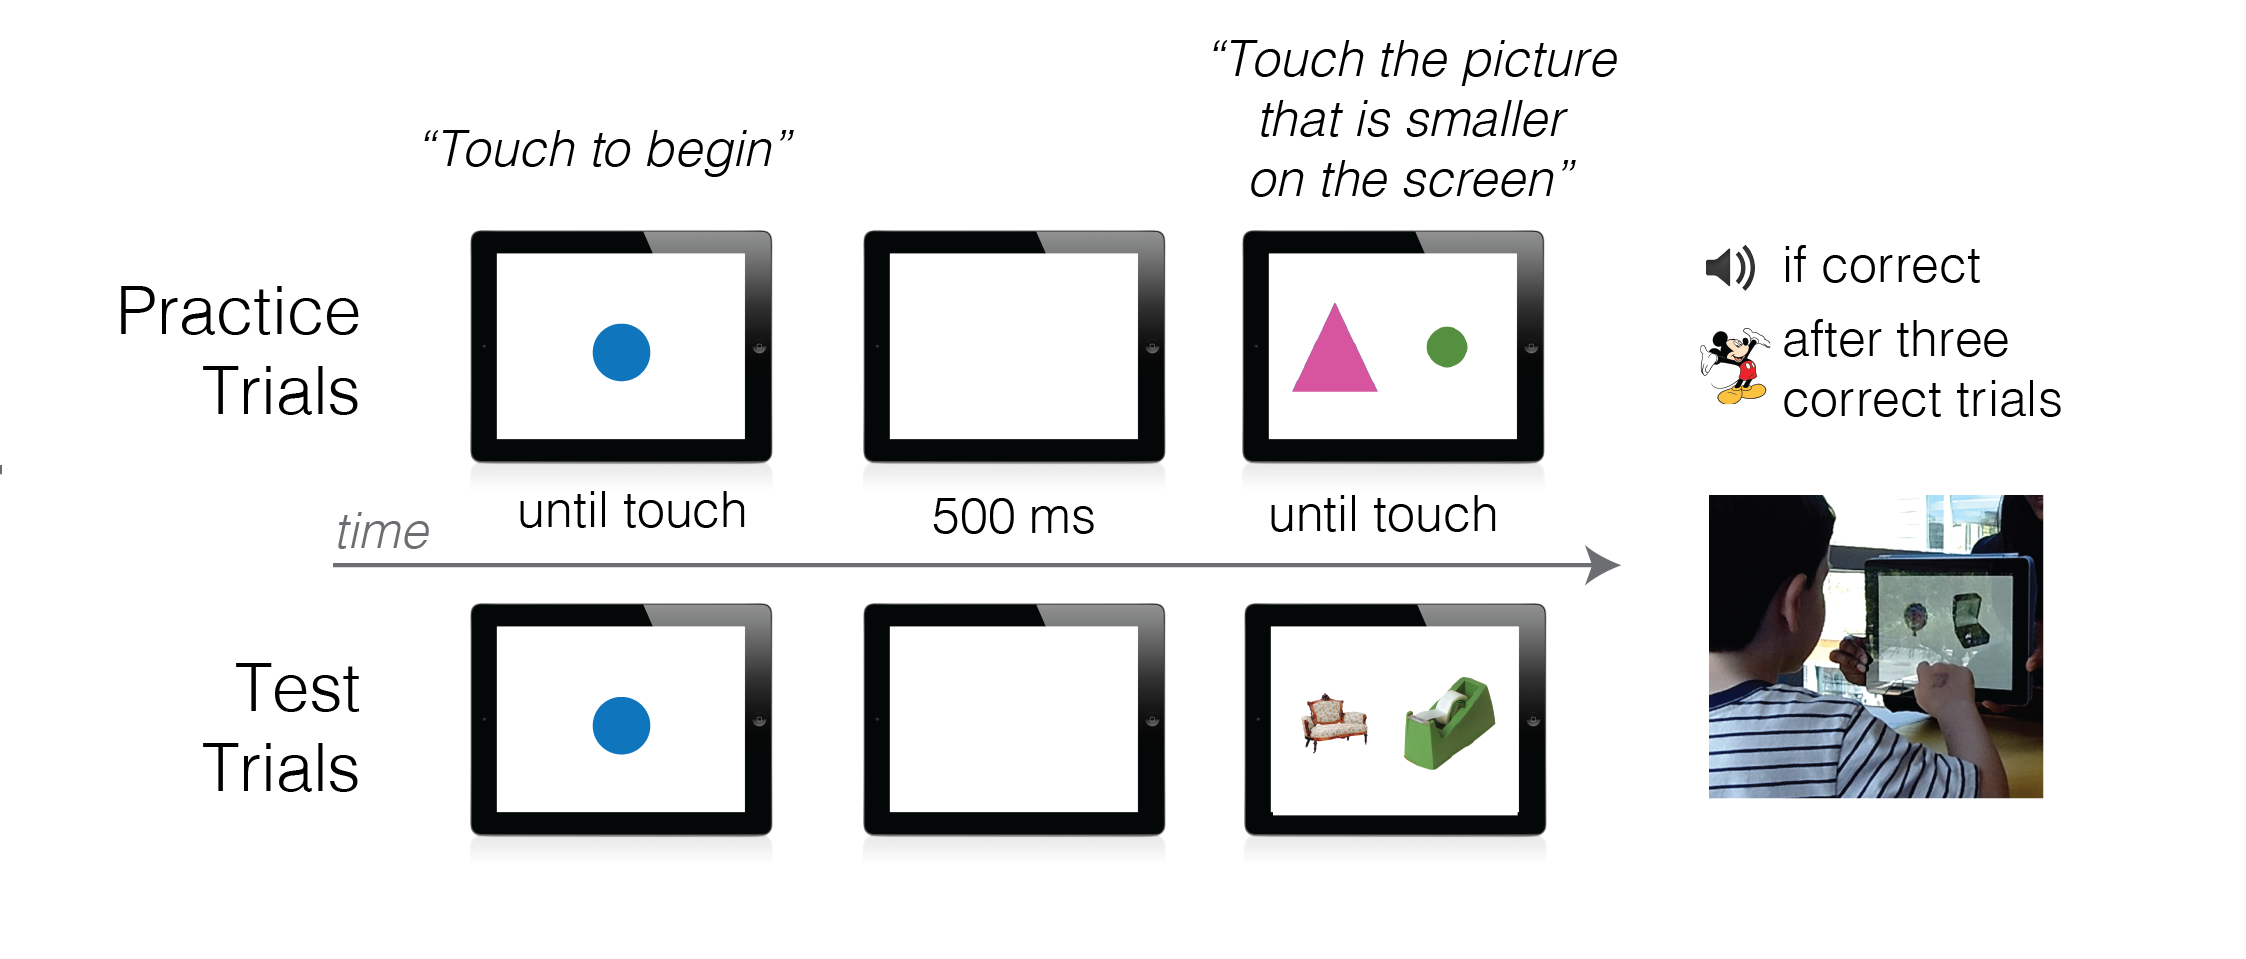 “Touch to begin”
“Touch the picture
that is smaller
on the screen”
Practice
Trials
if correct
after three
correct trials
until touch
500 ms
until touch
time
Test
Trials